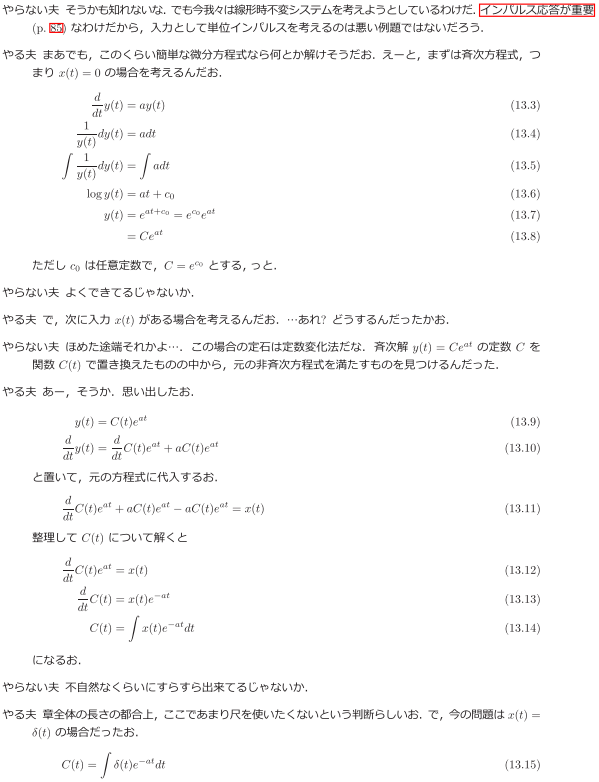 やらない夫 そうかも知れないな. でも今我々は線形時不変システムを考えようとしているわけだ. インパルス応答が重要
(p. 85) なわけだから, 入力として単位インパルスを考えるのは悪い例題ではないだろう.
やる夫 まあでも, このくらい簡単な微分方程式なら何とか解けそうだお. えーと, まずは斉次方程式, つ
まり x(t) = 0 の場合を考えるんだお.
d/dt y(t) = ay(t) (13.3)
1/y(t) dy(t) = adt (13.4)
∫ 1/y(t) dy(t) = ∫ adt (13.5)
log y(t) = at + c₀ (13.6)
y(t) = e^{at+c₀} = e^{c₀}e^{at} (13.7)
= Ce^{at} (13.8)
ただし c₀ は任意定数で, C = e^{c₀} とする, っと.
やらない夫 よくできてるじゃないか.
やる夫 で, 次に入力 x(t) がある場合を考えるんだお. …あれ? どうするんだったかお.
やらない夫 ほめた途端それかよ…. この場合の定石は定数変化法だな. 斉次解 y(t) = Ce^{at} の定数 C を
関数 C(t) で置き換えたものの中から, 元の非斉次方程式を満たすものを見つけるんだった.
やる夫 あー, そうか. 思い出したお.
y(t) = C(t)e^{at} (13.9)
d/dt y(t) = d/dt C(t)e^{at} + aC(t)e^{at} (13.10)
と置いて, 元の方程式に代入するお.
d/dt C(t)e^{at} + aC(t)e^{at} − aC(t)e^{at} = x(t) (13.11)
整理して C(t) について解くと
d/dt C(t)e^{at} = x(t) (13.12)
d/dt C(t) = x(t)e^{−at} (13.13)
C(t) = ∫ x(t)e^{−at}dt (13.14)
になるお.
やらない夫 不自然なくらいにすらすら出来てるじゃないか.
やる夫 章全体の長さの都合上, ここであまり尺を使いたくないという判断らしいお. で, 今の問題は x(t) =
δ(t) の場合だったお.
C(t) = ∫ δ(t)e^{−at}dt (13.15)